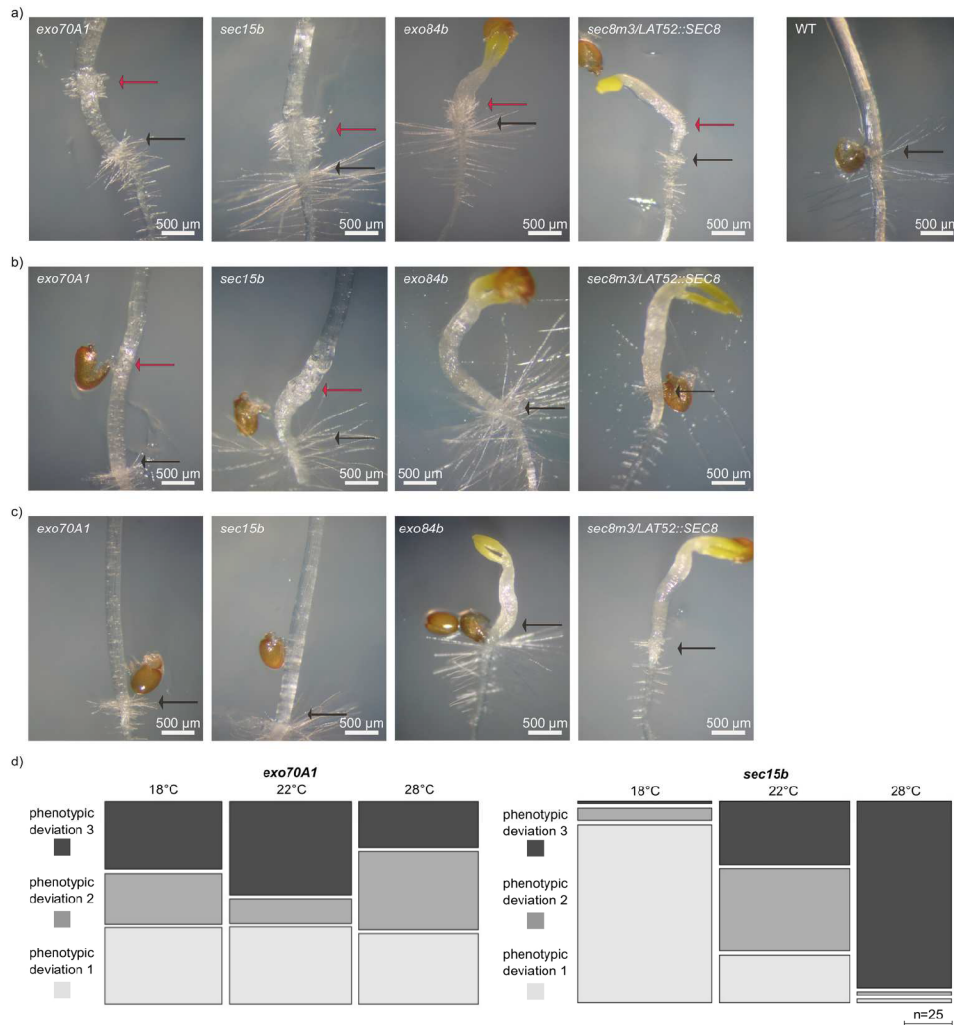 a)
exo70A1
sec15b
exo84b
sec8m3/LAT52::SEC8
WT
500 µm
500 µm
500 µm
500 µm
500 µm
b)
exo70A1
sec15b
exo84b
sec8m3/LAT52::SEC8
500 µm
500 µm
500 µm
500 µm
c)
exo70A1
sec15b
exo84b
sec8m3/LAT52::SEC8
500 µm
500 µm
500 µm
500 µm
d)
exo70A1
18°C 22°C 28°C
phenotypic
deviation 3
phenotypic
deviation 2
phenotypic
deviation 1
sec15b
18°C 22°C 28°C
phenotypic
deviation 3
phenotypic
deviation 2
phenotypic
deviation 1
n=25